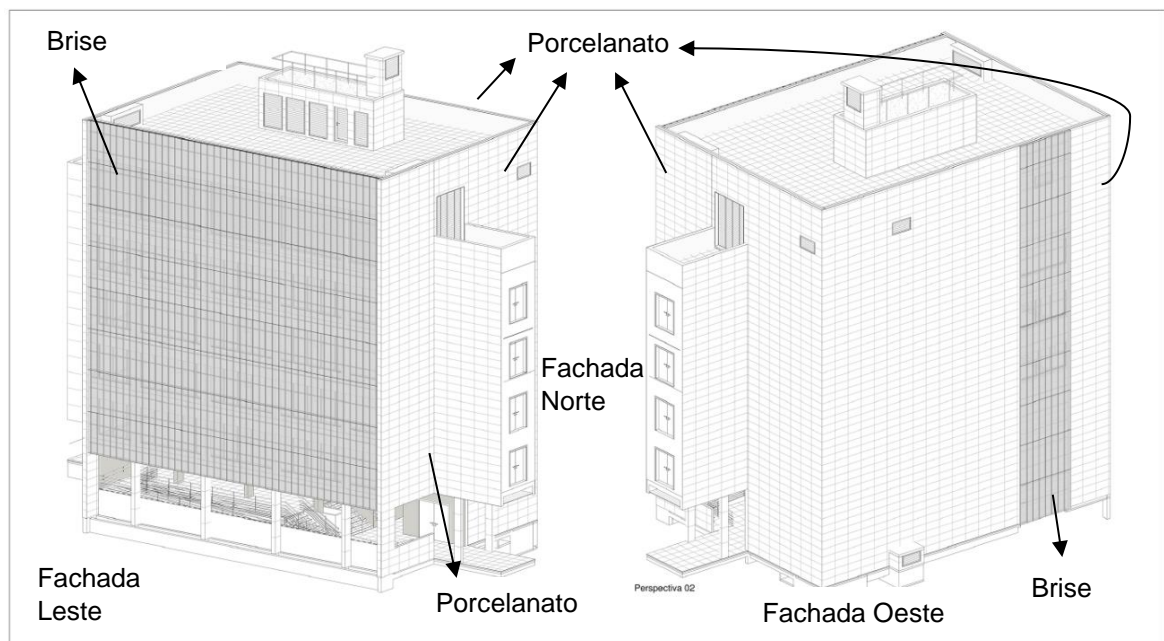 Brise
Porcelanato
Fachada
Norte
Fachada
Leste
Porcelanato
Perspectiva 02
Fachada Oeste
Brise